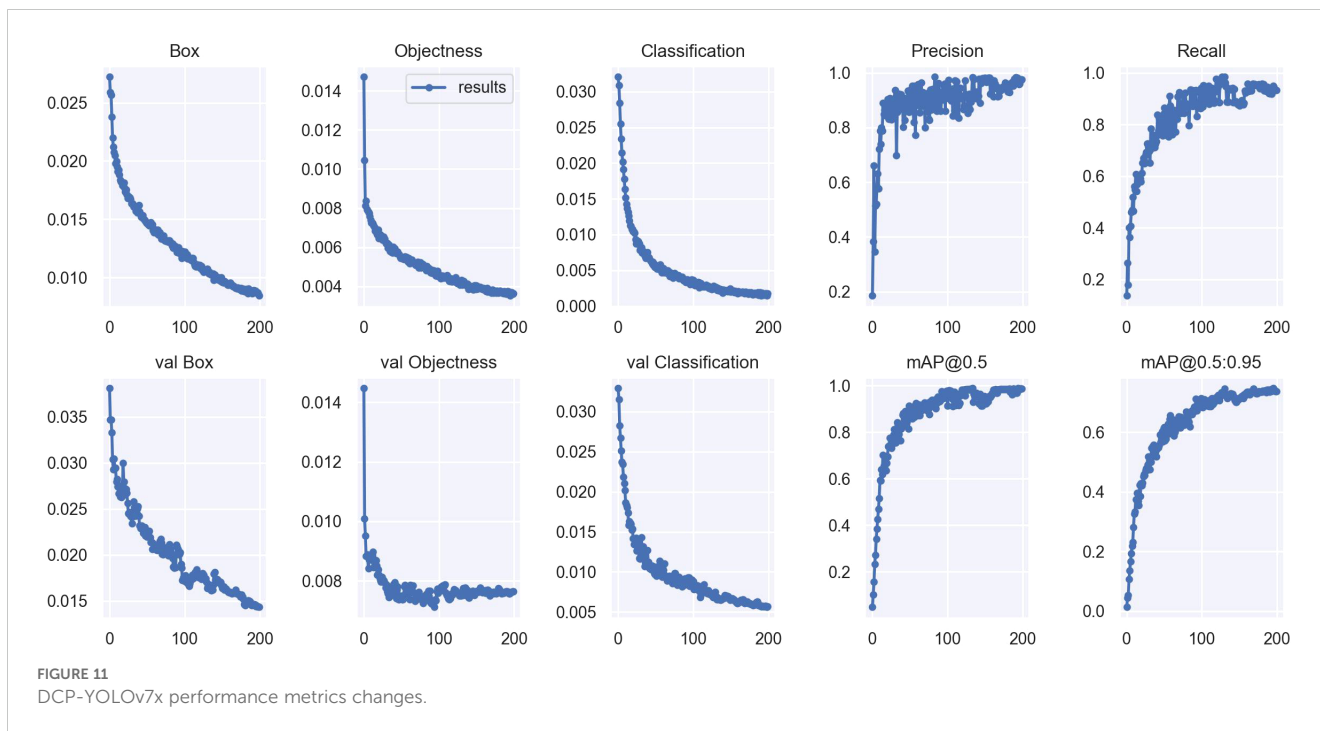 Box
Objectness
Classification
Precision
Recall
results
0.025
0.020
0.015
0.010
0 100 200
0.014
0.012
0.010
0.008
0.006
0.004
0 100 200
0.030
0.025
0.020
0.015
0.010
0.005
0.000
0 100 200
1.0
0.8
0.6
0.4
0.2
0 100 200
1.0
0.8
0.6
0.4
0.2
0 100 200
val Box
val Objectness
val Classification
mAP@0.5
mAP@0.5:0.95
0.035
0.030
0.025
0.020
0.015
0 100 200
0.014
0.012
0.010
0.008
0 100 200
0.030
0.025
0.020
0.015
0.010
0.005
0 100 200
1.0
0.8
0.6
0.4
0.2
0 100 200
0.6
0.4
0.2
0.0
0 100 200
FIGURE 11
DCP-YOLOv7x performance metrics changes.